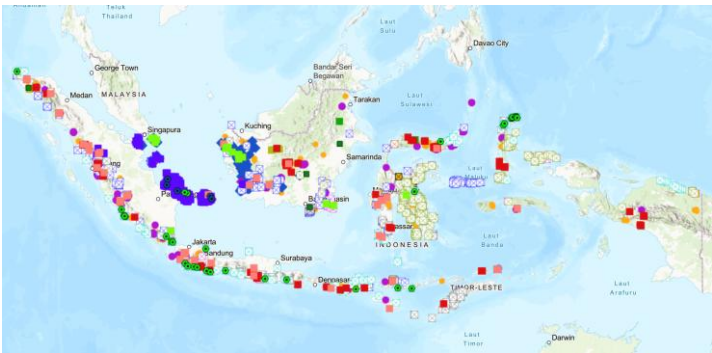 Teluk
Thailand
Laut
Sulu
Davao City
George Town
Bandar Seri
Begawan
Medan
MALAYSIA
Tarakan
Laut
Sulawesi
Kuching
Singapura
Samarinda
Laut
INDONESIA
Laut
Banda
Jakarta
Bandung
Surabaya
Denpasar
TIMOR-LESTE
Laut
Arafuru
Laut
Timor
Darwin